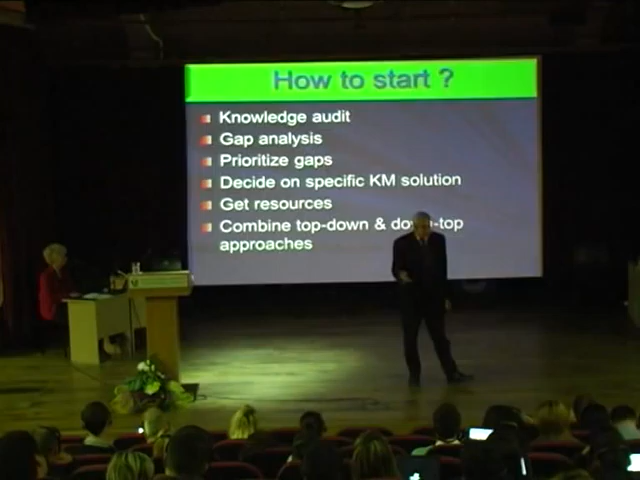 How to start ?
Knowledge audit
Gap analysis
Prioritize gaps
Decide on specific KM solution
Get resources
Combine top-down & down-top
approaches